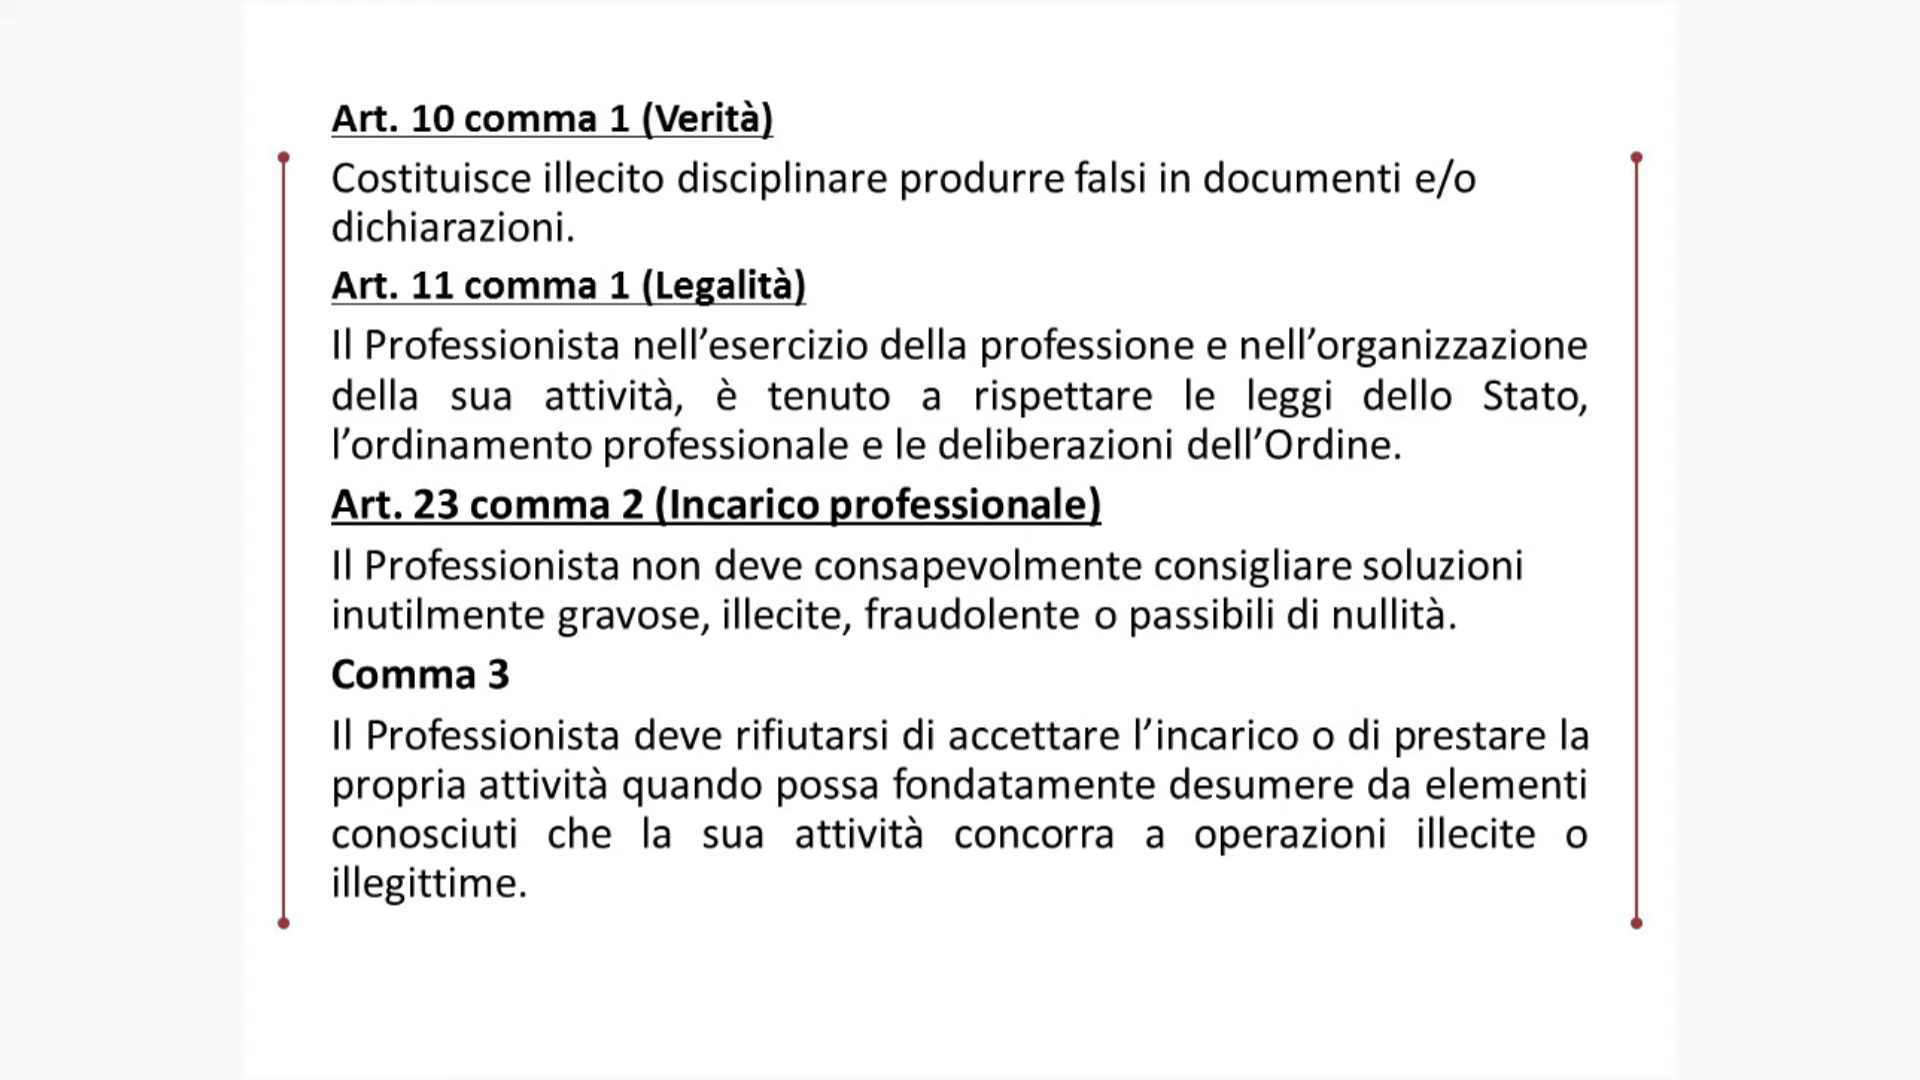 Art. 10 comma 1 (Verità)
Costituisce illecito disciplinare produrre falsi in documenti e/o
dichiarazioni.
Art. 11 comma 1 (Legalità)
Il Professionista nell’esercizio della professione e nell’organizzazione
della sua attività, è tenuto a rispettare le leggi dello Stato,
l’ordinamento professionale e le deliberazioni dell’Ordine.
Art. 23 comma 2 (Incarico professionale)
Il Professionista non deve consapevolmente consigliare soluzioni
inutilmente gravose, illecite, fraudolente o passibili di nullità.
Comma 3
Il Professionista deve rifiutarsi di accettare l’incarico o di prestare la
propria attività quando possa fondatamente desumere da elementi
conosciuti che la sua attività concorra a operazioni illecite o
illegittime.